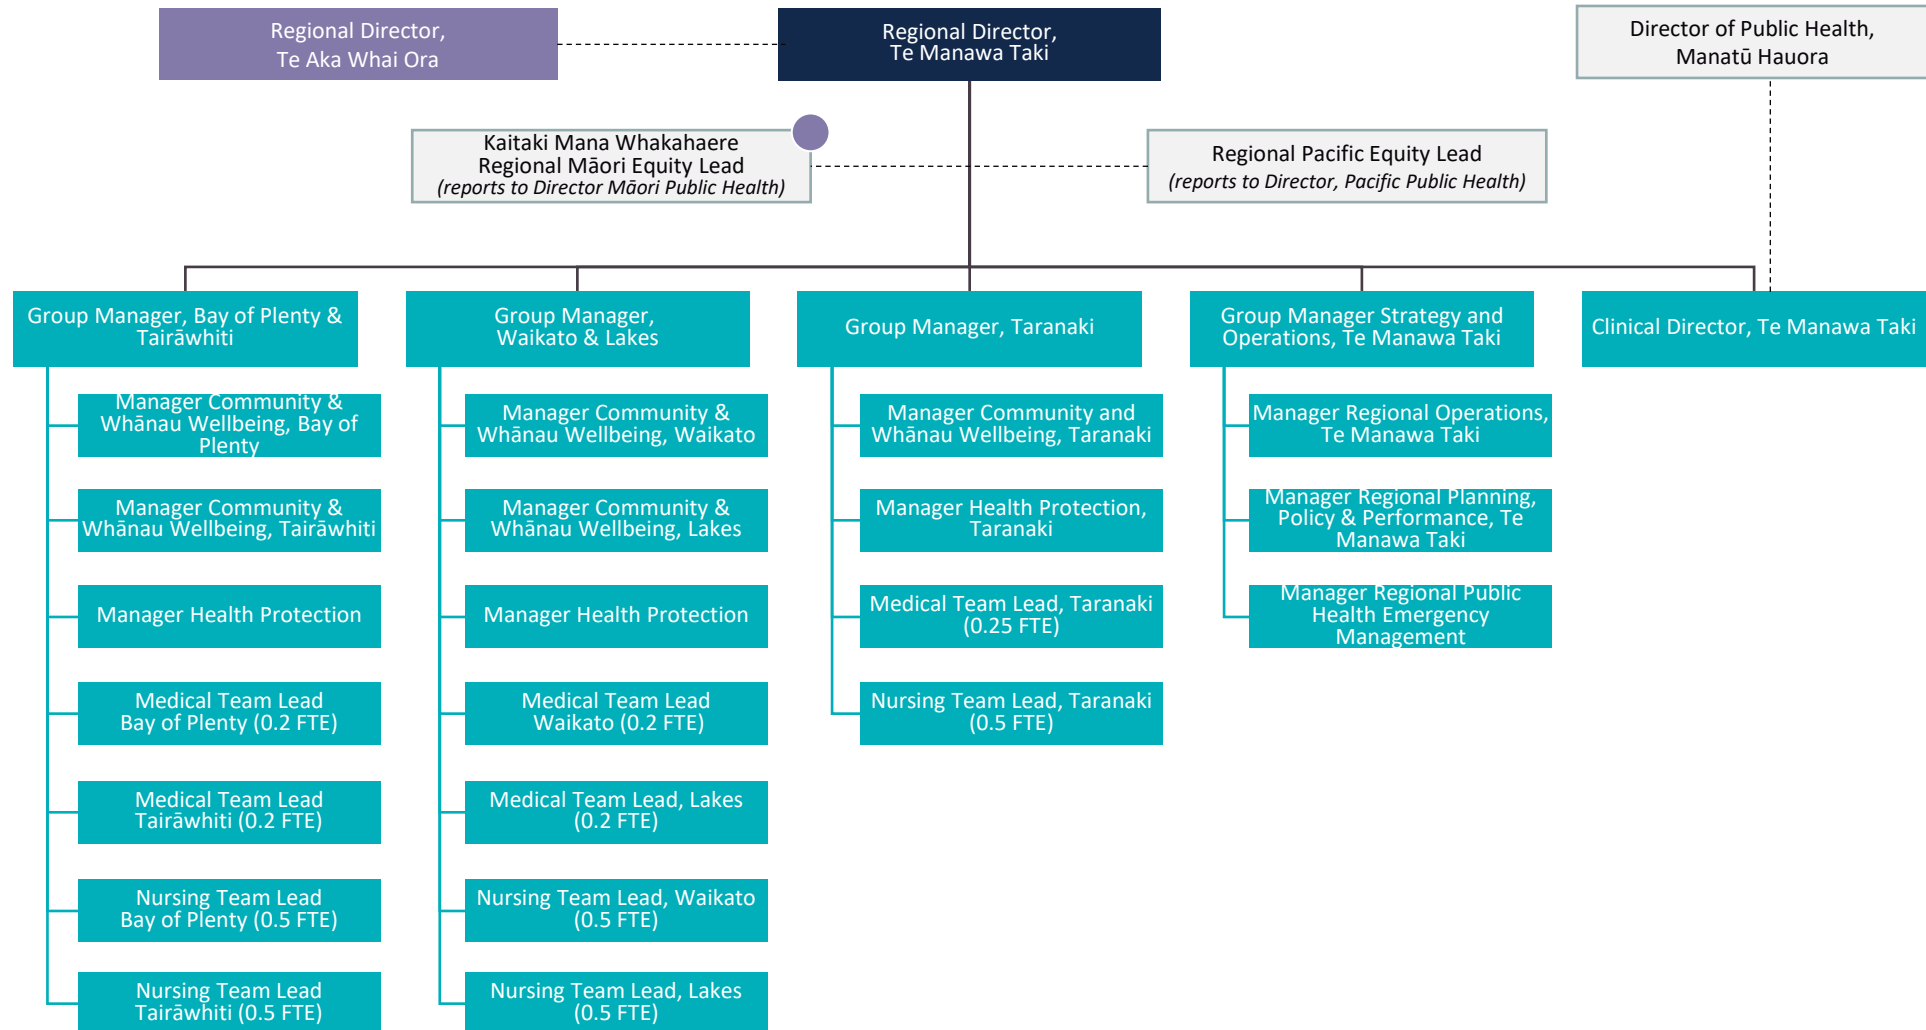 Regional Director,
Te Aka Whai Ora
Regional Director,
Te Manawa Taki
Director of Public Health,
Manatū Hauora
Kaitaki Mana Whakahaere
Regional Māori Equity Lead
(reports to Director Māori Public Health)
Regional Pacific Equity Lead
(reports to Director, Pacific Public Health)
Group Manager, Bay of Plenty &
Tairāwhiti
Manager Community &
Whānau Wellbeing, Bay of
Plenty
Manager Community &
Whānau Wellbeing, Tairāwhiti
Manager Health Protection
Medical Team Lead
Bay of Plenty (0.2 FTE)
Medical Team Lead
Tairāwhiti (0.2 FTE)
Nursing Team Lead
Bay of Plenty (0.5 FTE)
Nursing Team Lead
Tairāwhiti (0.5 FTE)
Group Manager,
Waikato & Lakes
Manager Community &
Whānau Wellbeing, Waikato
Manager Community &
Whānau Wellbeing, Lakes
Manager Health Protection
Medical Team Lead
Waikato (0.2 FTE)
Medical Team Lead, Lakes
(0.2 FTE)
Nursing Team Lead, Waikato
(0.5 FTE)
Nursing Team Lead, Lakes
(0.5 FTE)
Group Manager, Taranaki
Manager Community and
Whānau Wellbeing, Taranaki
Manager Health Protection,
Taranaki
Medical Team Lead, Taranaki
(0.25 FTE)
Nursing Team Lead, Taranaki
(0.5 FTE)
Group Manager Strategy and
Operations, Te Manawa Taki
Manager Regional Operations,
Te Manawa Taki
Manager Regional Planning,
Policy & Performance, Te
Manawa Taki
Manager Regional Public
Health Emergency
Management
Clinical Director, Te Manawa Taki